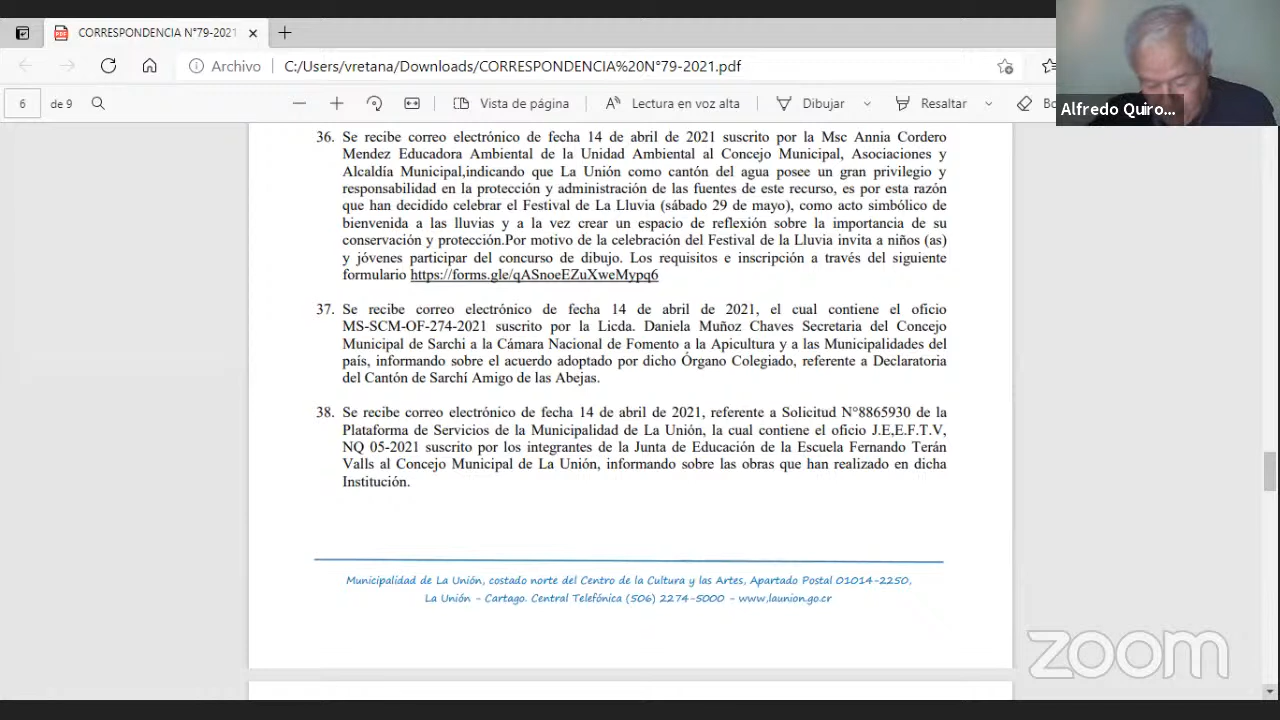 CORRESPONDENCIA N°79-2021
Archivo
C:/Users/vretana/Downloads/CORRESPONDENCIA%20N°79-2021.pdf
6 de 9
Vista de página
Lectura en voz alta
Dibujar
Resaltar
Alfredo Quiro...
36. Se recibe correo electrónico de fecha 14 de abril de 2021 suscrito por la Msc Annia Cordero
Mendez Educadora Ambiental de la Unidad Ambiental al Concejo Municipal, Asociaciones y
Alcaldía Municipal,indicando que La Unión como cantón del agua posee un gran privilegio y
responsabilidad en la protección y administración de las fuentes de este recurso, es por esta razón
que han decidido celebrar el Festival de La Lluvia (sábado 29 de mayo), como acto simbólico de
bienvenida a las lluvias y a la vez crear un espacio de reflexión sobre la importancia de su
conservación y protección.Por motivo de la celebración del Festival de la Lluvia invita a niños (as)
y jóvenes participar del concurso de dibujo. Los requisitos e inscripción a través del siguiente
formulario https://forms.gle/qASnoeEZuXweMypq6
37. Se recibe correo electrónico de fecha 14 de abril de 2021, el cual contiene el oficio
MS-SCM-OF-274-2021 suscrito por la Licda. Daniela Muñoz Chaves Secretaria del Concejo
Municipal de Sarchi a la Cámara Nacional de Fomento a la Apicultura y a las Municipalidades del
país, informando sobre el acuerdo adoptado por dicho Órgano Colegiado, referente a Declaratoria
del Cantón de Sarchí Amigo de las Abejas.
38. Se recibe correo electrónico de fecha 14 de abril de 2021, referente a Solicitud N°8865930 de la
Plataforma de Servicios de la Municipalidad de La Unión, la cual contiene el oficio J.E,E.F.T.V,
NQ 05-2021 suscrito por los integrantes de la Junta de Educación de la Escuela Fernando Terán
Valls al Concejo Municipal de La Unión, informando sobre las obras que han realizado en dicha
Institución.
Municipalidad de La Unión, costado norte del Centro de la Cultura y las Artes, Apartado Postal 01014-2250,
La Unión - Cartago. Central Telefónica (506) 2274-5000 - www,launion.go.cr
zoom